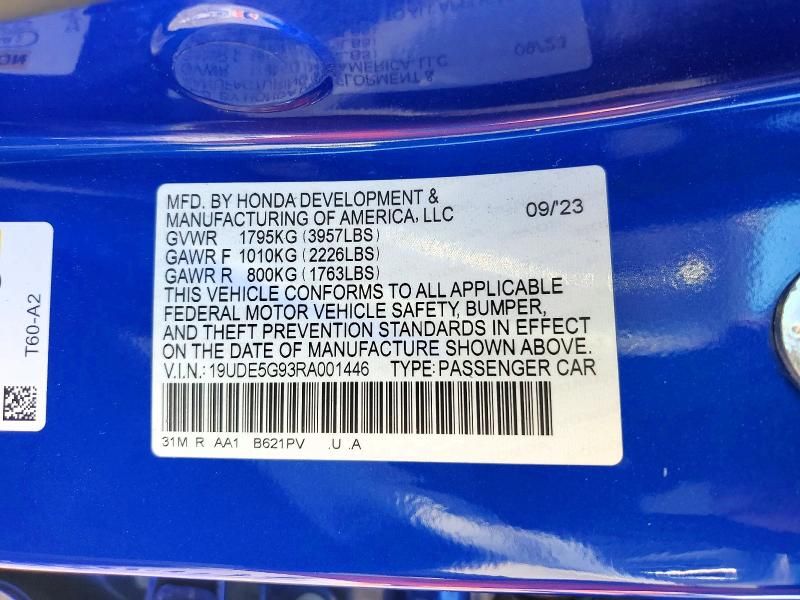 MFD. BY HONDA DEVELOPMENT &
MANUFACTURING OF AMERICA, LLC 09/'23
GVWR 1795KG (3957LBS)
GAWR F 1010KG (2226LBS)
GAWR R 800KG (1763LBS)
THIS VEHICLE CONFORMS TO ALL APPLICABLE
FEDERAL MOTOR VEHICLE SAFETY, BUMPER,
AND THEFT PREVENTION STANDARDS IN EFFECT
ON THE DATE OF MANUFACTURE SHOWN ABOVE.
V.I.N.: 19UDE5G93RA001446 TYPE: PASSENGER CAR
31M R AA1 B621PV .U .A
T60-A2